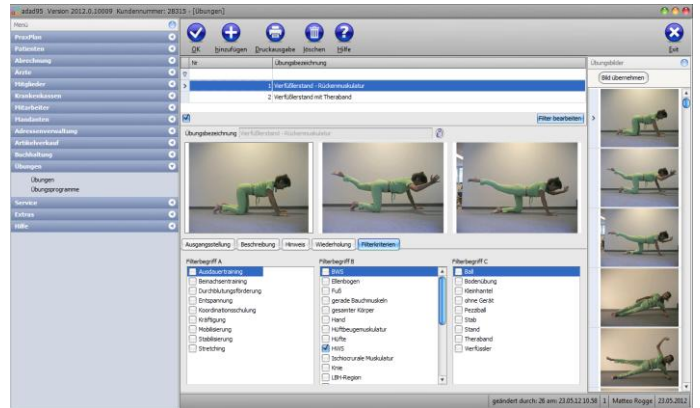 adad95 Version 2012.0.10009 Kundennummer: 28315 - [Übungen]
Menü
PraxPlan
Patienten
Abrechnung
Ärzte
Mitglieder
Krankenkassen
Mitarbeiter
Mandanten
Adressenverwaltung
Artikelverkauf
Buchhaltung
Übungen
Übungen
Übungsprogramme
Service
Extras
Hilfe
OK hinzufügen Druckausgabe löschen Hilfe Exit
Nr Übungsbezeichnung
1 Vierfüßlerstand - Rückenmuskulatur
2 Vierfüßlerstand mit Theraband
Filter bearbeiten
Übungsbezeichnung Vierfüßlerstand - Rückenmuskulatur
Ausgangsstellung Beschreibung Hinweis Wiederholung Filterkriterien
Filterbegriff A
Ausdauertraining
Beinachsentraining
Durchblutungsförderung
Entspannung
Koordinationsschulung
Kräftigung
Mobilisierung
Stabilisierung
Stretching
Filterbegriff B
BWS
Ellenbogen
Fuß
gerade Bauchmuskeln
gesamter Körper
Hand
Hüftbeugemuskulatur
Hüfte
HWS
Ischiocrurale Muskulatur
Knie
LBH-Region
Filterbegriff C
Ball
Bodenübung
Kleinhantel
ohne Gerät
Pezziball
Stab
Stand
Theraband
Vierfüssler
Übungsbilder
Bild übernehmen
geändert durch: 26 am: 23.05.12 10:58 1 Matteo Rogge 23.05.2012